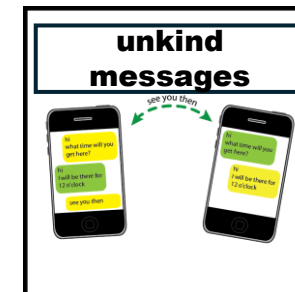 unkind
messages
see you then
hi
what time will you
get here?
hi
I will be there for
12 o'clock
see you then
hi
what time will you
get here?
hi
I will be there for
12 o'clock